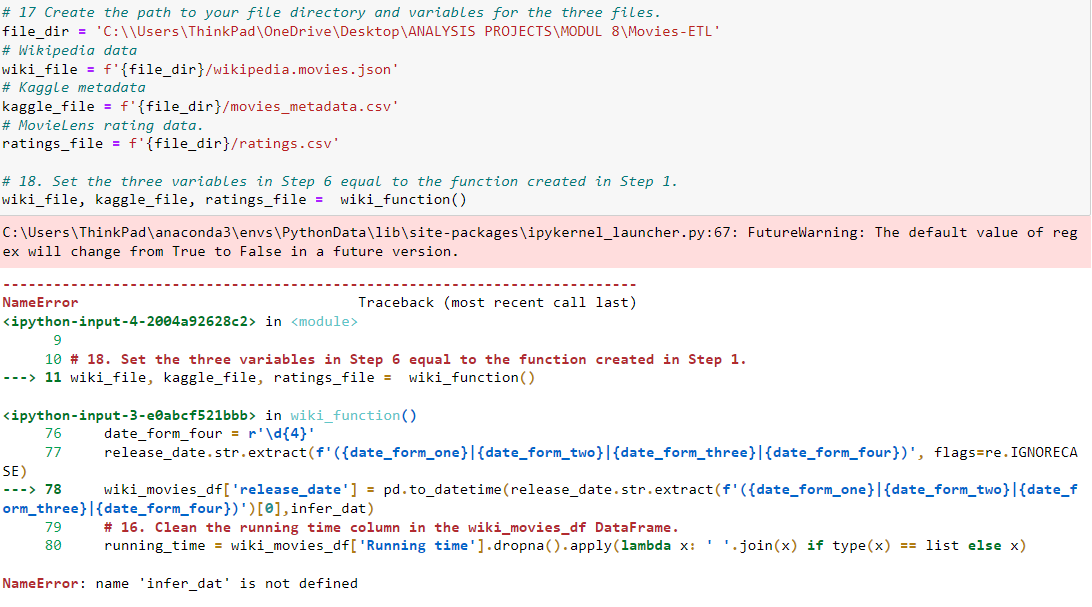 # 17 Create the path to your file directory and variables for the three files.
file_dir = 'C:\\Users\ThinkPad\OneDrive\Desktop\ANALYSIS PROJECTS\MODUL 8\Movies-ETL'
# Wikipedia data
wiki_file = f'{file_dir}/wikipedia.movies.json'
# Kaggle metadata
kaggle_file = f'{file_dir}/movies_metadata.csv'
# MovieLens rating data.
ratings_file = f'{file_dir}/ratings.csv'
# 18. Set the three variables in Step 6 equal to the function created in Step 1.
wiki_file, kaggle_file, ratings_file =  wiki_function()
C:\Users\ThinkPad\anaconda3\envs\PythonData\lib\site-packages\ipykernel_launcher.py:67: FutureWarning: The default value of reg
ex will change from True to False in a future version.
---------------------------------------------------------------------------
NameError                                 Traceback (most recent call last)
<ipython-input-4-2004a92628c2> in <module>
      9
     10 # 18. Set the three variables in Step 6 equal to the function created in Step 1.
---> 11 wiki_file, kaggle_file, ratings_file =  wiki_function()
<ipython-input-3-e0abcf521bbb> in wiki_function()
     76     date_form_four = r'\d{4}'
     77     release_date.str.extract(f'({date_form_one}|{date_form_two}|{date_form_three}|{date_form_four})', flags=re.IGNORECA
SE)
---> 78     wiki_movies_df['release_date'] = pd.to_datetime(release_date.str.extract(f'({date_form_one}|{date_form_two}|{date_f
orm_three}|{date_form_four})')[0],infer_dat)
     79     # 16. Clean the running time column in the wiki_movies_df DataFrame.
     80     running_time = wiki_movies_df['Running time'].dropna().apply(lambda x: ' '.join(x) if type(x) == list else x)
NameError: name 'infer_dat' is not defined